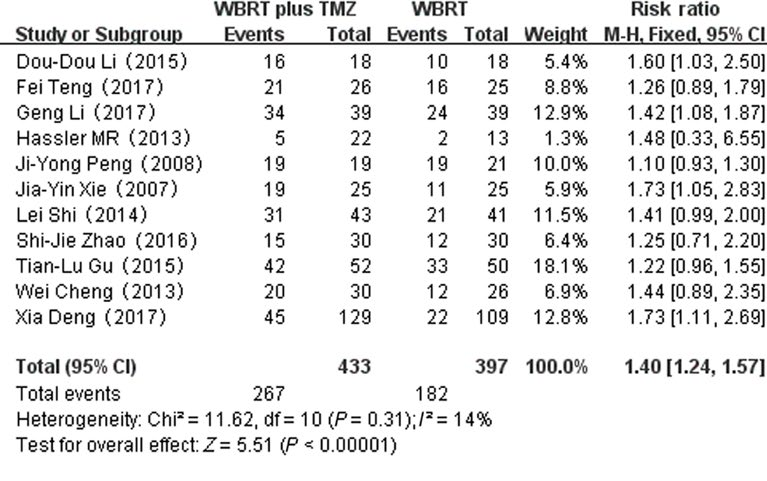 WBRT plus TMZ WBRT Risk ratio
Study or Subgroup Events Total Events Total Weight M-H, Fixed, 95% CI
Dou-Dou Li (2015) 16 18 10 18 5.4% 1.60 [1.03, 2.50]
Fei Teng (2017) 21 26 16 25 8.8% 1.26 [0.89, 1.79]
Geng Li (2017) 34 39 24 39 12.9% 1.42 [1.08, 1.87]
Hassler MR (2013) 5 22 2 13 1.3% 1.48 [0.33, 6.55]
Ji-Yong Peng (2008) 19 19 19 21 10.0% 1.10 [0.93, 1.30]
Jia-Yin Xie (2007) 19 25 11 25 5.9% 1.73 [1.05, 2.83]
Lei Shi (2014) 31 43 21 41 11.5% 1.41 [0.99, 2.00]
Shi-Jie Zhao (2016) 15 30 12 30 6.4% 1.25 [0.71, 2.20]
Tian-Lu Gu (2015) 42 52 33 50 18.1% 1.22 [0.96, 1.55]
Wei Cheng (2013) 20 30 12 26 6.9% 1.44 [0.89, 2.35]
Xia Deng (2017) 45 129 22 109 12.8% 1.73 [1.11, 2.69]
Total (95% CI) 433 397 100.0% 1.40 [1.24, 1.57]
Total events 267 182
Heterogeneity: Chi² = 11.62, df = 10 (P = 0.31); I² = 14%
Test for overall effect: Z = 5.51 (P < 0.00001)